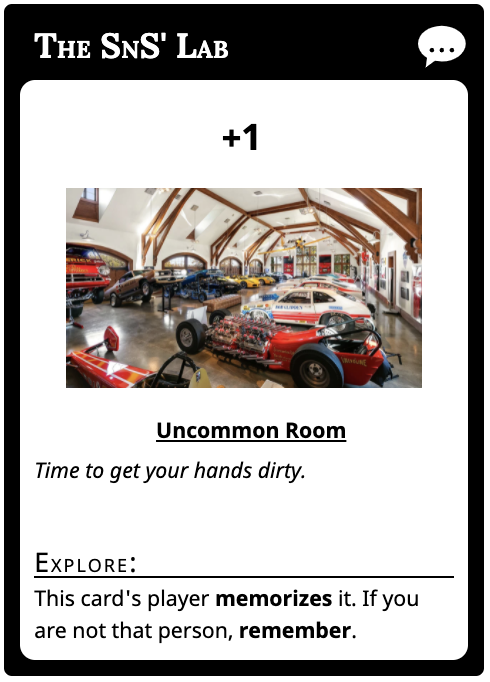 The SnS' Lab
+1
Uncommon Room
Time to get your hands dirty.
Explore:
This card's player memorizes it. If you
are not that person, remember.